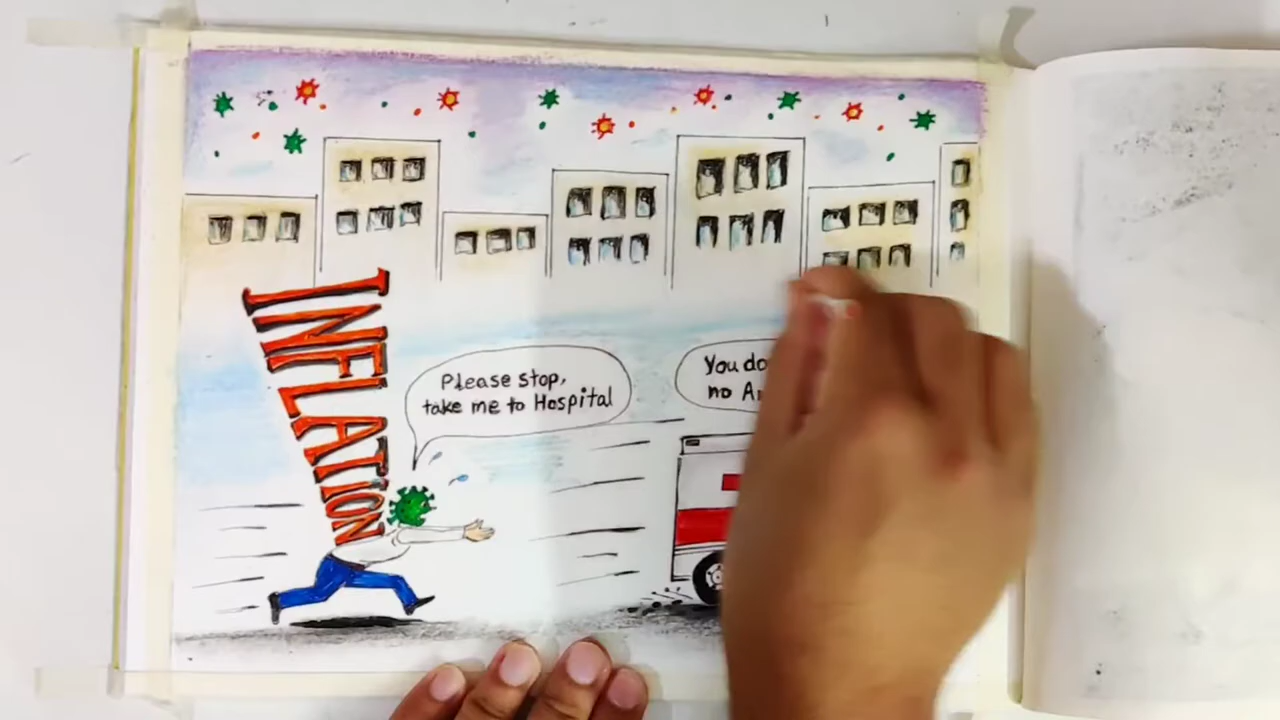 INFLATION
Please stop,
take me to Hospital
You do
no A